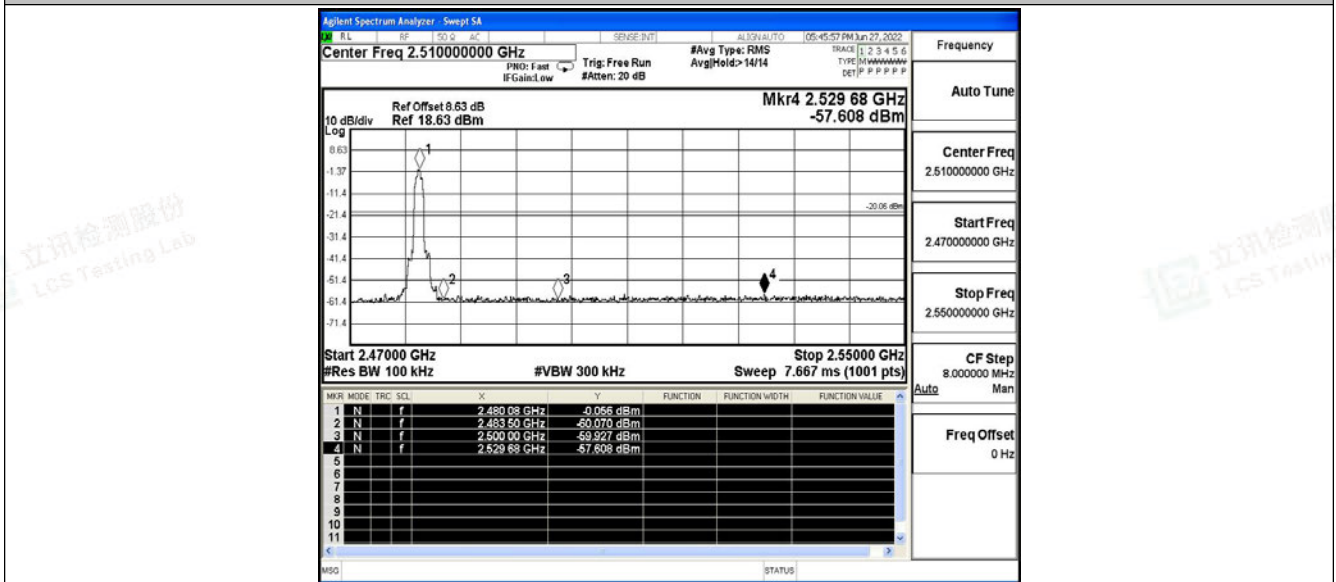 Agilent Spectrum Analyzer - Swept SA
RL RF 50 Ω AC SENSE:INT ALIGNAUTO 05:45:57 PM Jun 27, 2022
Center Freq 2.510000000 GHz
PNO: Fast
IFGain:Low
Trig: Free Run
#Atten: 20 dB
#Avg Type: RMS
Avg|Hold:> 14/14
TRACE 1 2 3 4 5 6
TYPE M W W W W W
DET P P P P P P
Ref Offset 8.63 dB
10 dB/div Ref 18.63 dBm
Log
Mkr4 2.529 68 GHz
-57.608 dBm
8.63
-1.37
-11.4
-21.4
-31.4
-41.4
-51.4
-61.4
-71.4
1
2
3
4
-20.06 dBm
Start 2.47000 GHz Stop 2.55000 GHz
#Res BW 100 kHz #VBW 300 kHz Sweep 7.667 ms (1001 pts)
MKR MODE TRC SCL X Y FUNCTION FUNCTION WIDTH FUNCTION VALUE
1 N f 2.480 08 GHz -0.056 dBm
2 N f 2.483 50 GHz -60.070 dBm
3 N f 2.500 00 GHz -59.927 dBm
4 N f 2.529 68 GHz -57.608 dBm
5
6
7
8
9
10
11
MSG STATUS
Frequency
Auto Tune
Center Freq
2.510000000 GHz
Start Freq
2.470000000 GHz
Stop Freq
2.550000000 GHz
CF Step
8.000000 MHz
Auto Man
Freq Offset
0 Hz
立讯检测股份
LCS Testing Lab
立讯检测
LCS Testing